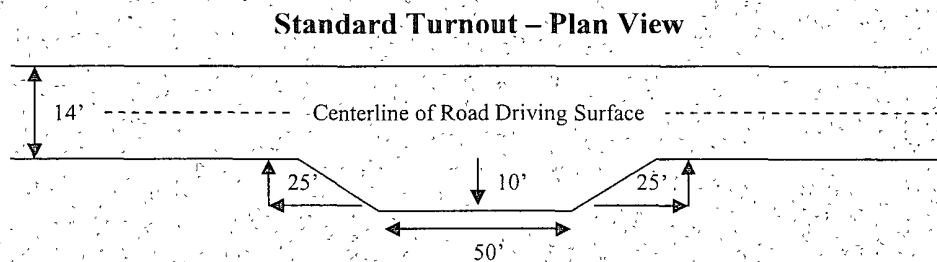 Standard Turnout – Plan View
14'
Centerline of Road Driving Surface
25'
10'
25'
50'